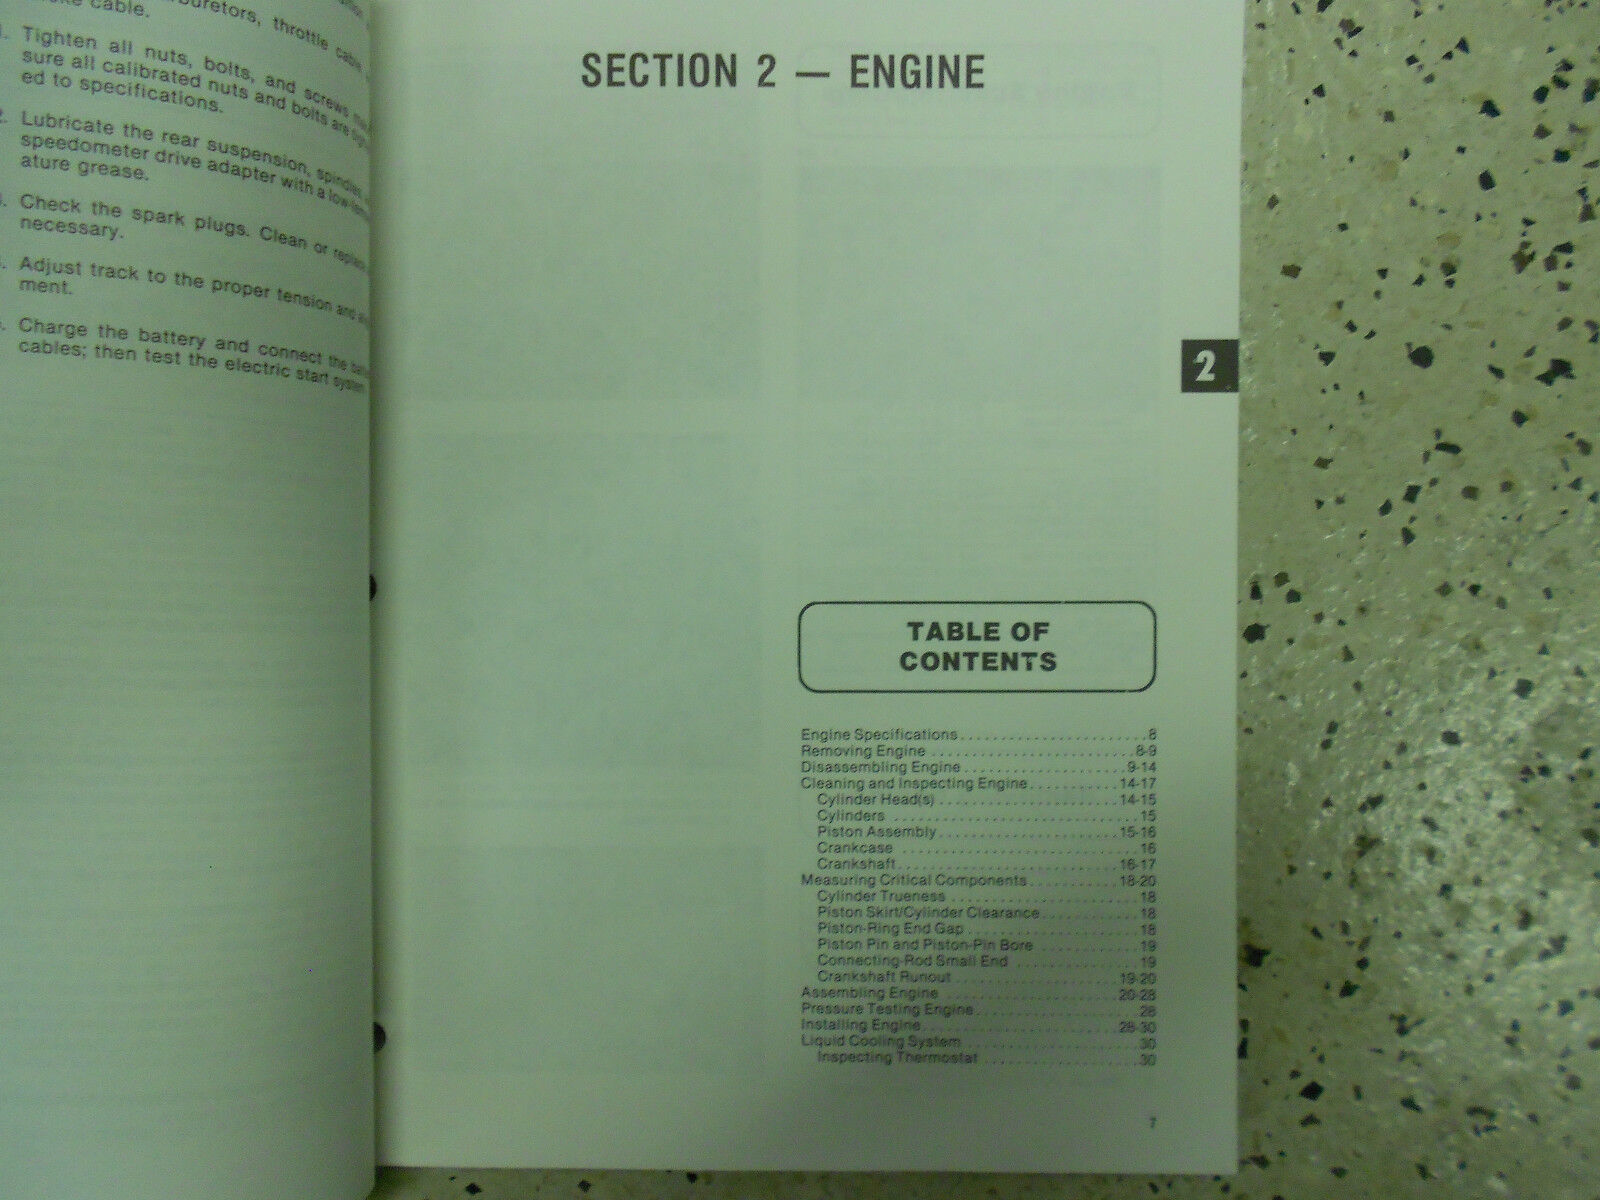 cable.
throttle cable
Tighten all nuts, bolts, and screws
sure all calibrated nuts and bolts are
ed to specifications.
Lubricate the rear suspension, spindles,
speedometer drive adapter with a
ature grease.
Check the spark plugs. Clean or replace
necessary.
Adjust track to the proper tension and
ment.
Charge the battery and connect the
cables; then test the electric start system
SECTION 2 — ENGINE
2
TABLE OF
CONTENTS
Engine Specifications........................8
Removing Engine..........................8-9
Disassembling Engine.....................9-14
Cleaning and Inspecting Engine...........14-17
Cylinder Head(s).......................14-15
Cylinders................................15
Piston Assembly.......................15-16
Crankcase...............................16
Crankshaft............................16-17
Measuring Critical Components...........18-20
Cylinder Trueness........................18
Piston Skirt/Cylinder Clearance............18
Piston-Ring End Gap......................18
Piston Pin and Piston-Pin Bore.............19
Connecting-Rod Small End................19
Crankshaft Runout.....................19-20
Assembling Engine.......................20-28
Pressure Testing Engine.....................28
Installing Engine.........................28-30
Liquid Cooling System.......................30
Inspecting Thermostat....................30
7